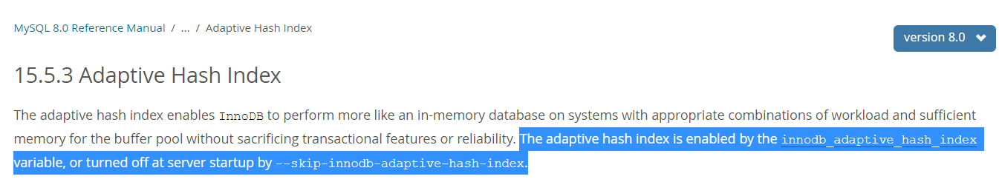 MySQL 8.0 Reference Manual / ... / Adaptive Hash Index
version 8.0
15.5.3 Adaptive Hash Index
The adaptive hash index enables InnoDB to perform more like an in-memory database on systems with appropriate combinations of workload and sufficient
memory for the buffer pool without sacrificing transactional features or reliability. The adaptive hash index is enabled by the innodb_adaptive_hash_index
variable, or turned off at server startup by --skip-innodb-adaptive-hash-index.